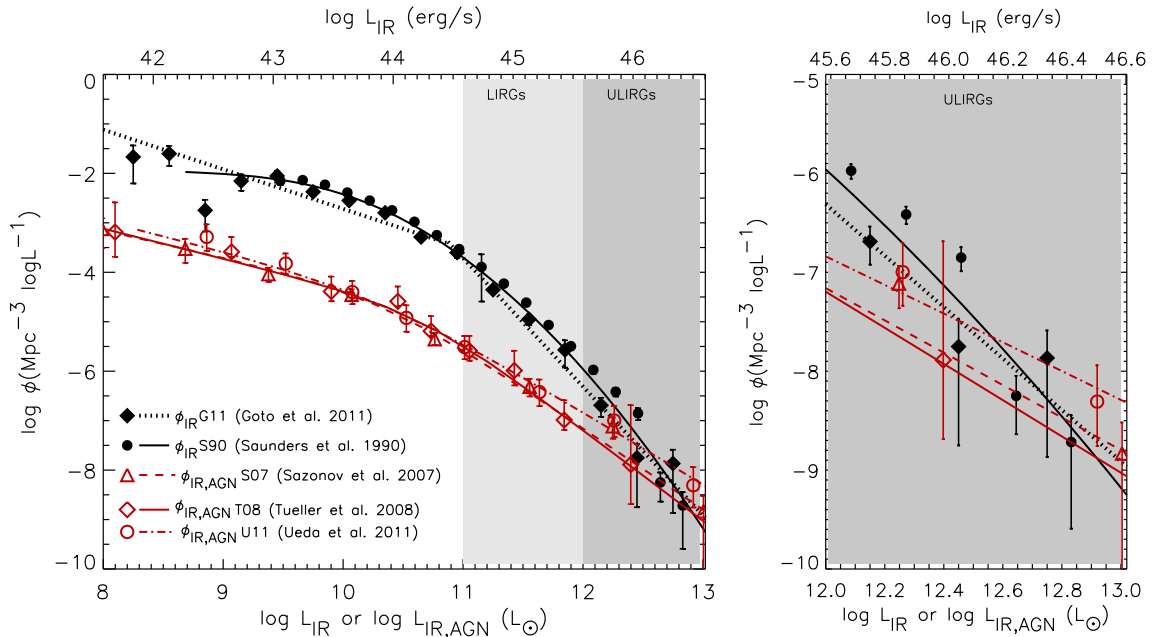 log L_IR (erg/s)
42 43 44 45 46
0
−2
−4
−6
−8
−10
log ϕ(Mpc⁻³ logL⁻¹)
LIRGs
ULIRGs
ϕ_IR G11 (Goto et al. 2011)
ϕ_IR S90 (Saunders et al. 1990)
ϕ_IR,AGN S07 (Sazonov et al. 2007)
ϕ_IR,AGN T08 (Tueller et al. 2008)
ϕ_IR,AGN U11 (Ueda et al. 2011)
8 9 10 11 12 13
log L_IR or log L_IR,AGN (L_⊙)
log L_IR (erg/s)
45.6 45.8 46.0 46.2 46.4 46.6
−5
−6
−7
−8
−9
−10
log ϕ(Mpc⁻³ logL⁻¹)
ULIRGs
12.0 12.2 12.4 12.6 12.8 13.0
log L_IR or log L_IR,AGN (L_⊙)